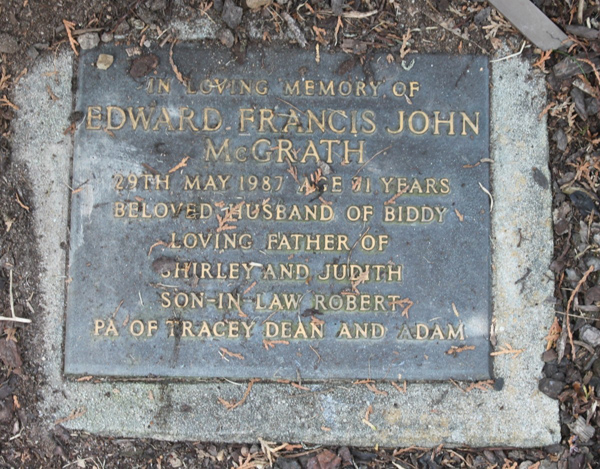 IN LOVING MEMORY OF
EDWARD FRANCIS JOHN
McGRATH
29TH MAY 1987 AGE 71 YEARS
BELOVED HUSBAND OF BIDDY
LOVING FATHER OF
SHIRLEY AND JUDITH
SON-IN-LAW ROBERT
PA OF TRACEY DEAN AND ADAM